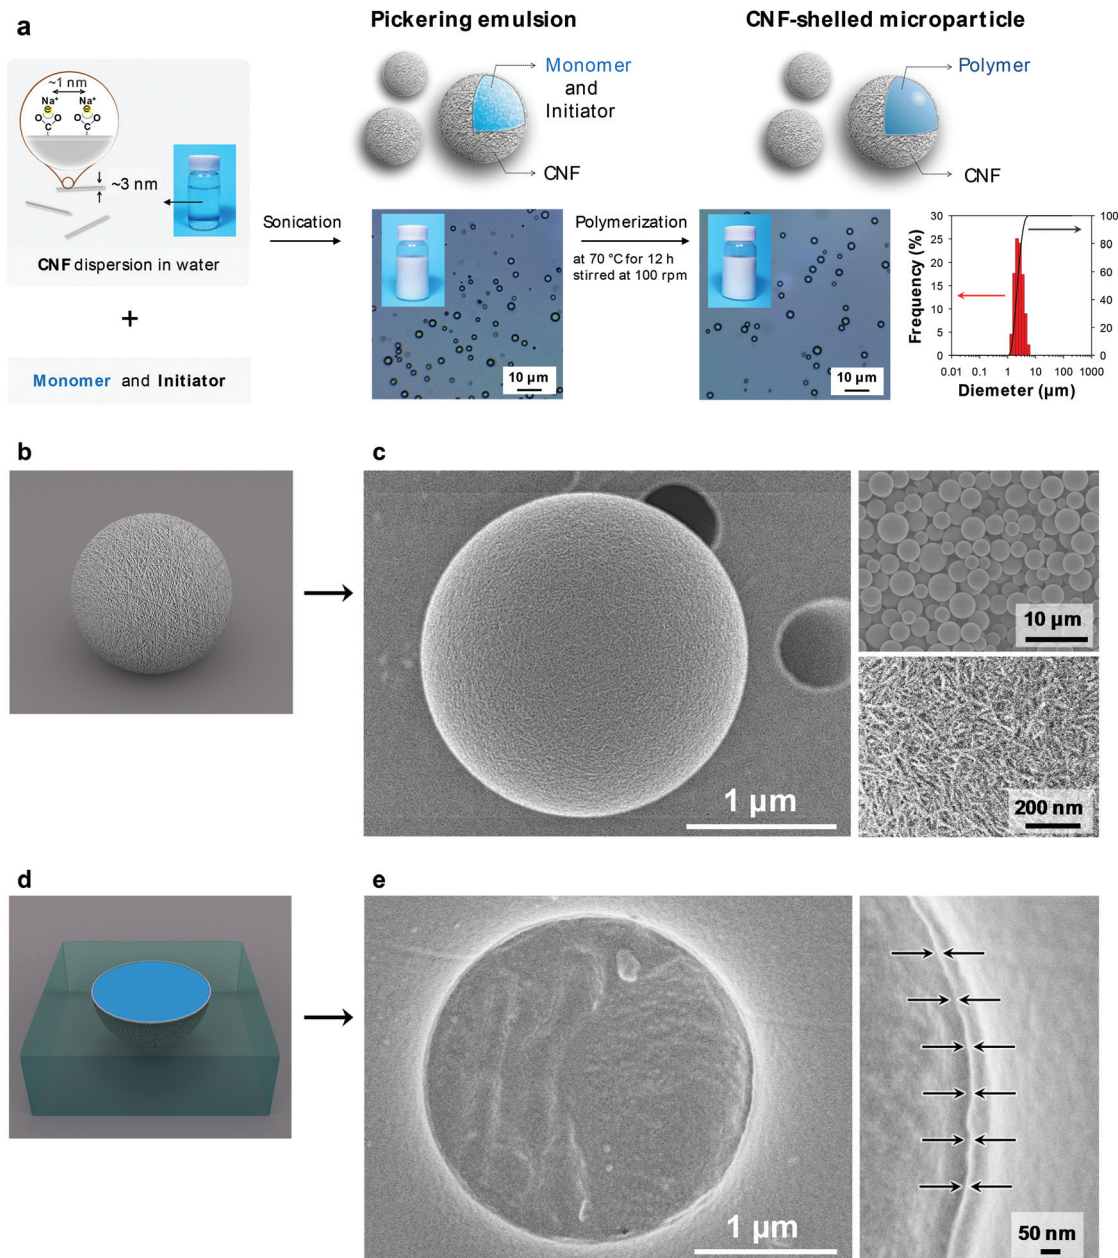 a
Pickering emulsion
CNF-shelled microparticle
~1 nm
Na⁺ Na⁺
⊖ ⊖
O O O O
C C
~3 nm
CNF dispersion in water
+
Monomer and Initiator
Monomer
and
Initiator
CNF
Polymer
CNF
Sonication
10 µm
Polymerization
at 70 °C for 12 h
stirred at 100 rpm
10 µm
Frequency (%)
30
25
20
15
10
5
0
100
80
60
40
20
0
0.01 0.1 1 10 100 1000
Diemeter (µm)
b
c
1 µm
10 µm
200 nm
d
e
1 µm
50 nm